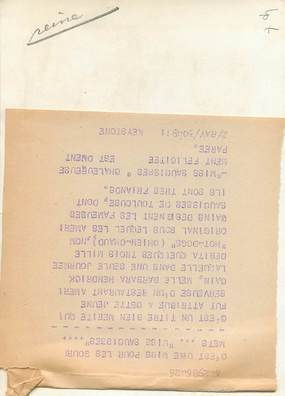 reine
C'EST UNE MISS POUR LES GOUR
METS "MISS SAUCISSES" ....
C'EST UN TITRE BIEN MERITE QUI
FUT ATTRIBUE A CETTE JEUNE
SERVEUSE D'UN RESTAURANT AMERI
CAIN, MELLE BARBARA HENDRICK
LAQUELLE DANS UNE SEULE JOURNEE
DEBITA QUELQUES TROIS MILLE
"HOT-DOGS" (CHIEN-CHAUD), NOM
ORIGINAL SOUS LEQUEL LES AMERI
CAINS DESIGNENT LES FAMEUSES
SAUCISSES DE TOULOUSE, DONT
ILS SONT TRES FRIANDS.
"MISS SAUCISSES" CHALEUREUSE
MENT FELICITEE EST
PAREE.
KEYSTONE